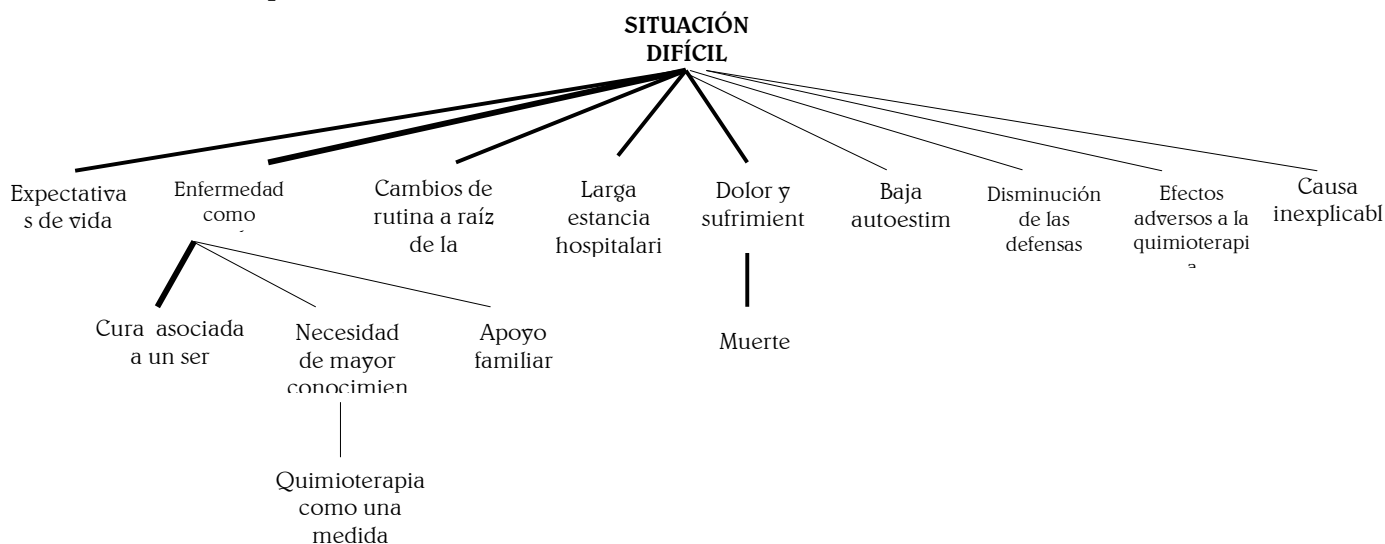 SITUACIÓN
DIFÍCIL
Expectativa
s de vida
Enfermedad
como
Cambios de
rutina a raíz
de la
Larga
estancia
hospitalari
Dolor y
sufrimient
Baja
autoestim
Disminución
de las
defensas
Efectos
adversos a la
quimioterapi
a
Causa
inexplicabl
Cura asociada
a un ser
Necesidad
de mayor
conocimien
Apoyo
familiar
Muerte
Quimioterapia
como una
medida